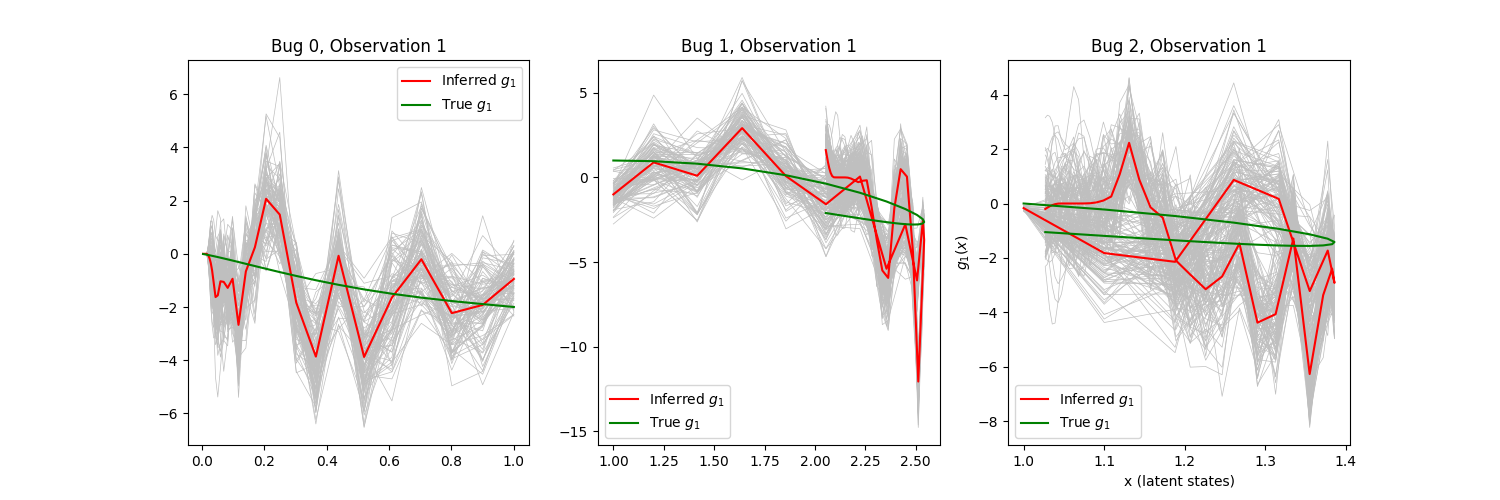 Bug 0, Observation 1
Inferred g₁
True g₁
6
4
2
0
−2
−4
−6
0.0 0.2 0.4 0.6 0.8 1.0
Bug 1, Observation 1
5
0
−5
−10
−15
Inferred g₁
True g₁
1.00 1.25 1.50 1.75 2.00 2.25 2.50
Bug 2, Observation 1
g₁(x)
4
2
0
−2
−4
−6
−8
Inferred g₁
True g₁
1.0 1.1 1.2 1.3 1.4
x (latent states)